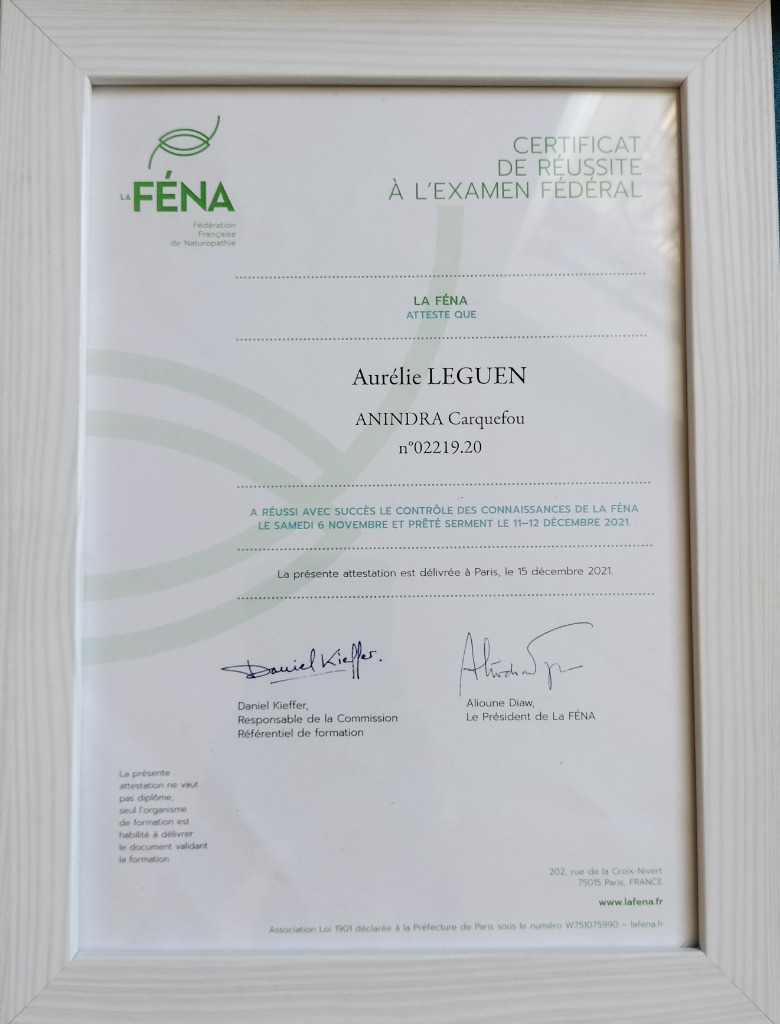 LA FÉNA
Fédération
Française
de Naturopathie
CERTIFICAT
DE RÉUSSITE
À L'EXAMEN FÉDÉRAL
LA FÉNA
ATTESTE QUE
Aurélie LEGUEN
ANINDRA Carquefou
n°02219.20
A RÉUSSI AVEC SUCCÈS LE CONTRÔLE DES CONNAISSANCES DE LA FÉNA
LE SAMEDI 6 NOVEMBRE ET PRÊTÉ SERMENT LE 11–12 DÉCEMBRE 2021.
La présente attestation est délivrée à Paris, le 15 décembre 2021.
Daniel Kieffer.
Daniel Kieffer,
Responsable de la Commission
Référentiel de formation
Alioune Diaw,
Le Président de La FÉNA
La présente
attestation ne vaut
pas diplôme,
seul l'organisme
de formation est
habilité à délivrer
le document validant
la formation.
202, rue de la Croix-Nivert
75015 Paris, FRANCE
www.lafena.fr
Association Loi 1901 déclarée à la Préfecture de Paris sous le numéro W751075990 – lafena.fr